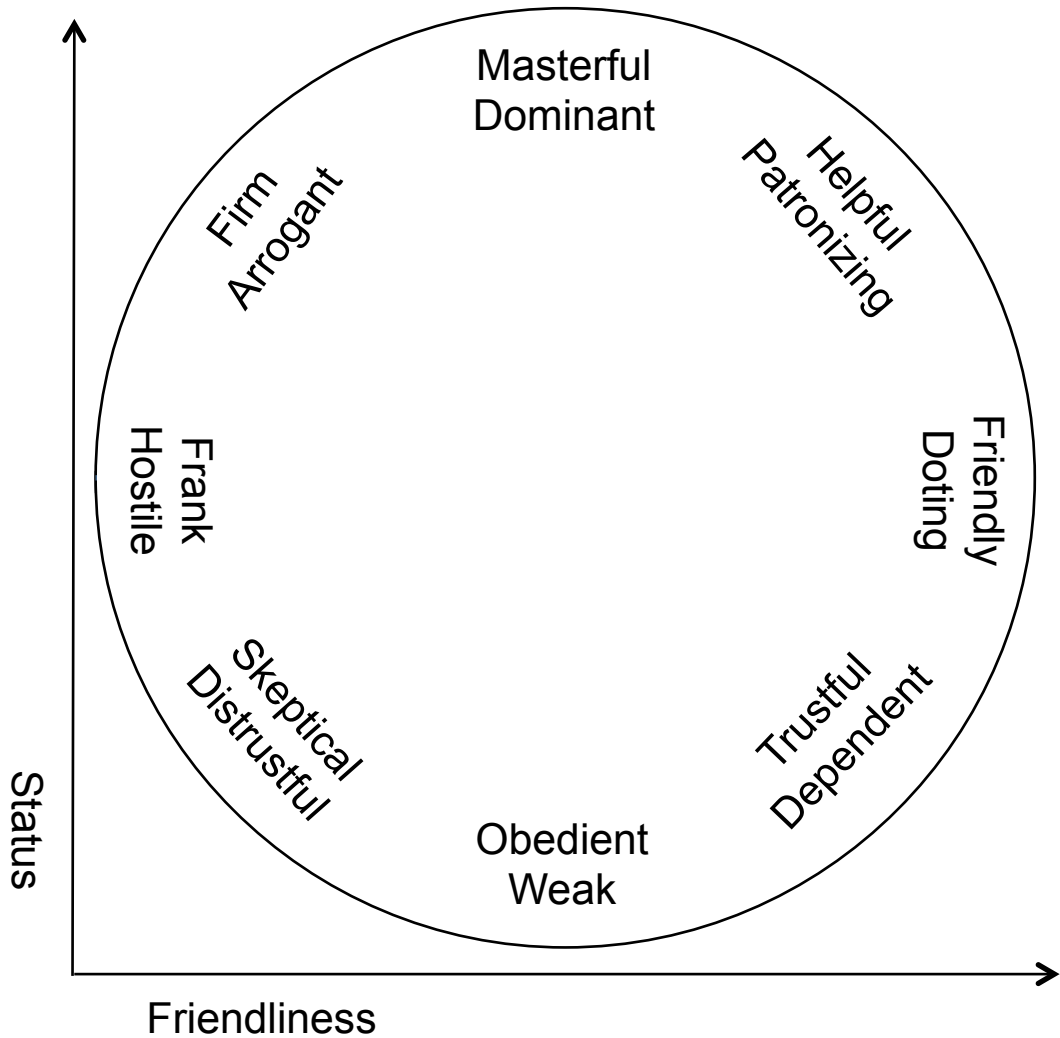 Masterful
Dominant
Helpful
Patronizing
Firm
Arrogant
Friendly
Doting
Frank
Hostile
Skeptical
Distrustful
Trustful
Dependent
Obedient
Weak
Status
Friendliness